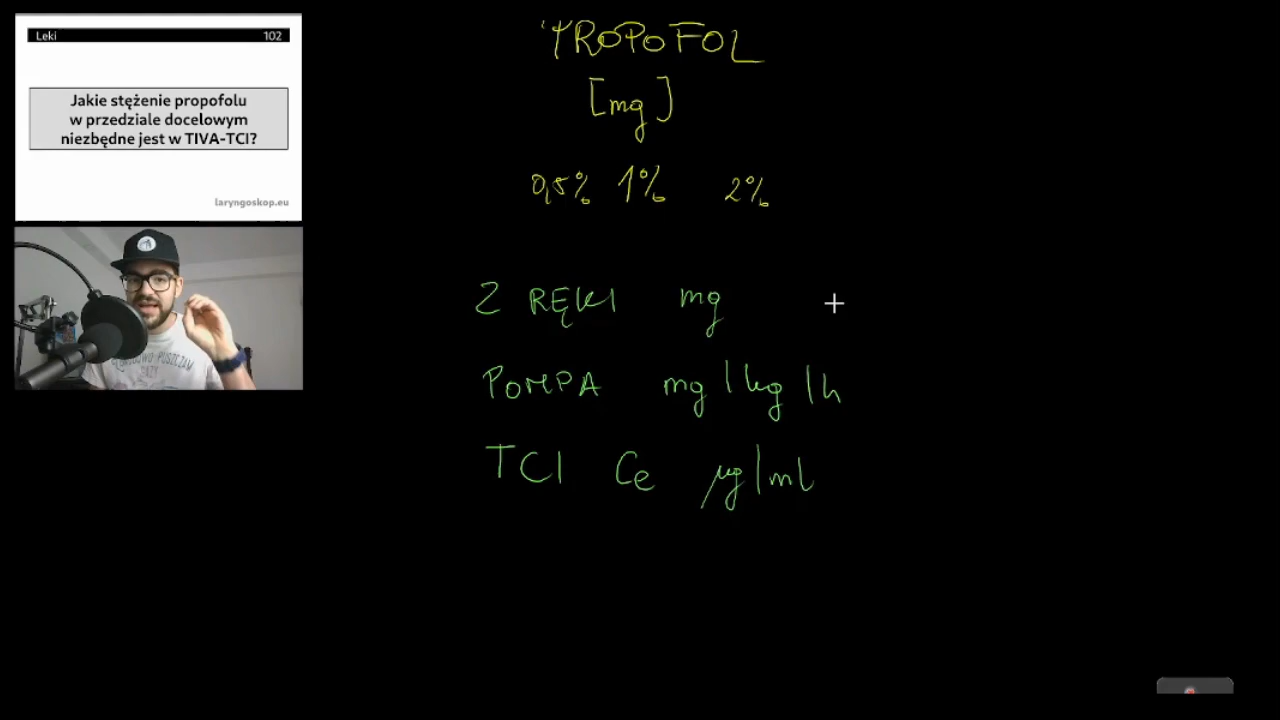 Leki 102
Jakie stężenie propofolu
w przedziale docelowym
niezbędne jest w TIVA-TCI?
laryngoskop.eu
PROPOFOL
[mg]
0,5% 1% 2%
Z RĘKI mg
POMPA mg/kg/h
TCI Ce µg/ml